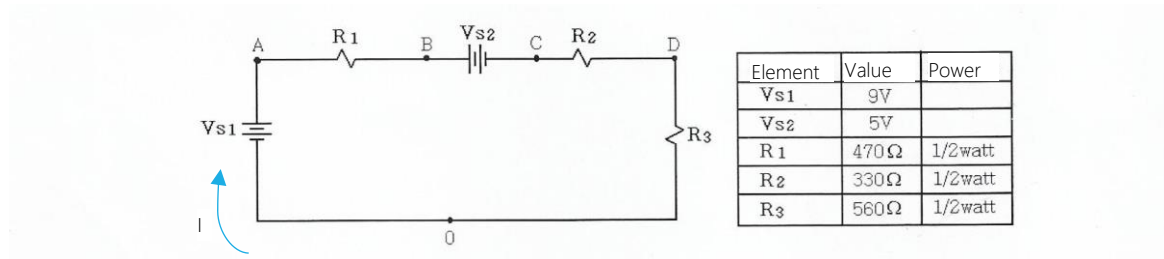 A R1 B Vs2 C R2 D
Vs1
R3
I
0
Element Value Power
Vs1 9V
Vs2 5V
R1 470Ω 1/2watt
R2 330Ω 1/2watt
R3 560Ω 1/2watt